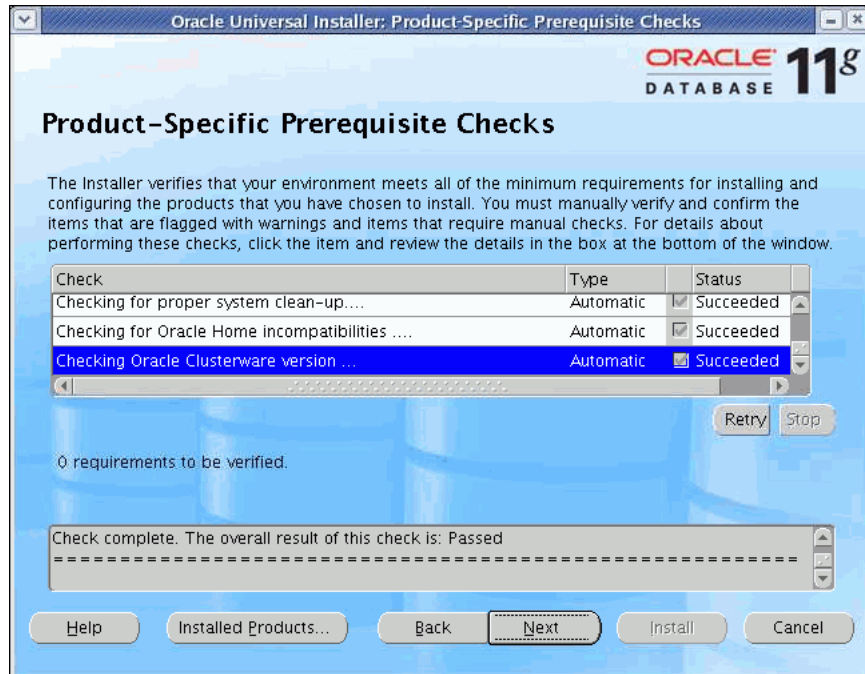 Oracle Universal Installer: Product-Specific Prerequisite Checks
ORACLE
DATABASE 11g
Product-Specific Prerequisite Checks
The Installer verifies that your environment meets all of the minimum requirements for installing and
configuring the products that you have chosen to install. You must manually verify and confirm the
items that are flagged with warnings and items that require manual checks. For details about
performing these checks, click the item and review the details in the box at the bottom of the window.
Check Type Status
Checking for proper system clean-up.... Automatic Succeeded
Checking for Oracle Home incompatibilities .... Automatic Succeeded
Checking Oracle Clusterware version ... Automatic Succeeded
Retry Stop
0 requirements to be verified.
Check complete. The overall result of this check is: Passed
=========================================================
Help Installed Products... Back Next Install Cancel